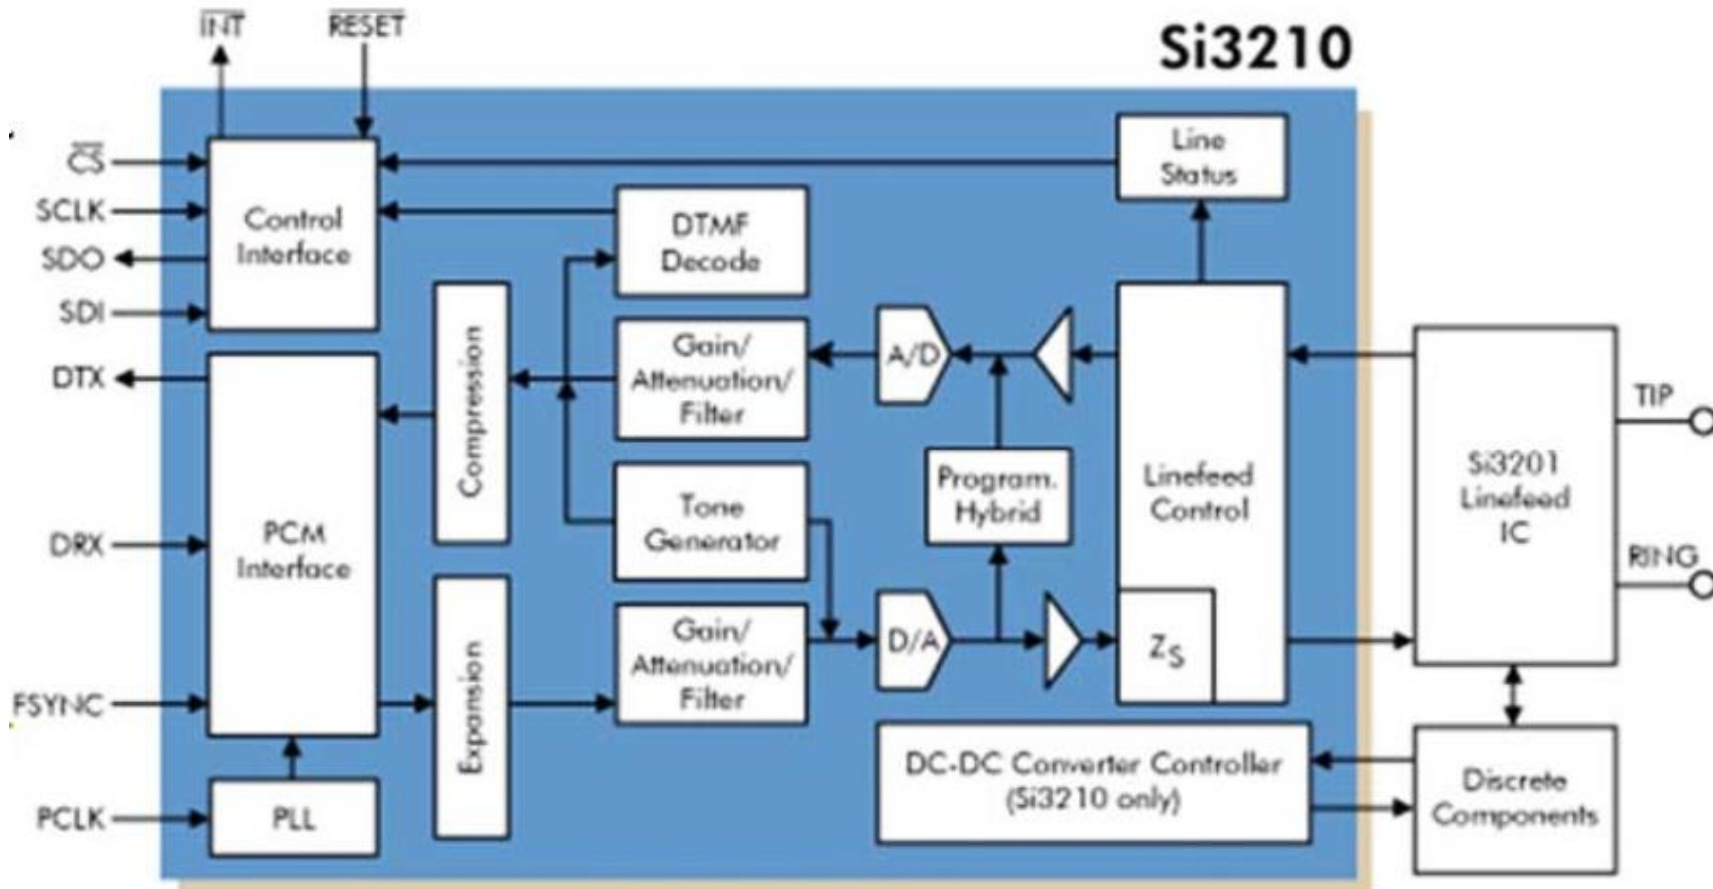 INT
RESET
Si3210
CS
SCLK
SDO
SDI
DTX
DRX
FSYNC
PCLK
Control
Interface
PCM
Interface
PLL
Compression
Expansion
DTMF
Decode
Gain/
Attenuation/
Filter
Tone
Generator
Gain/
Attenuation/
Filter
A/D
D/A
Program.
Hybrid
Line
Status
Linefeed
Control
ZS
DC-DC Converter Controller
(Si3210 only)
Si3201
Linefeed
IC
TIP
RING
Discrete
Components